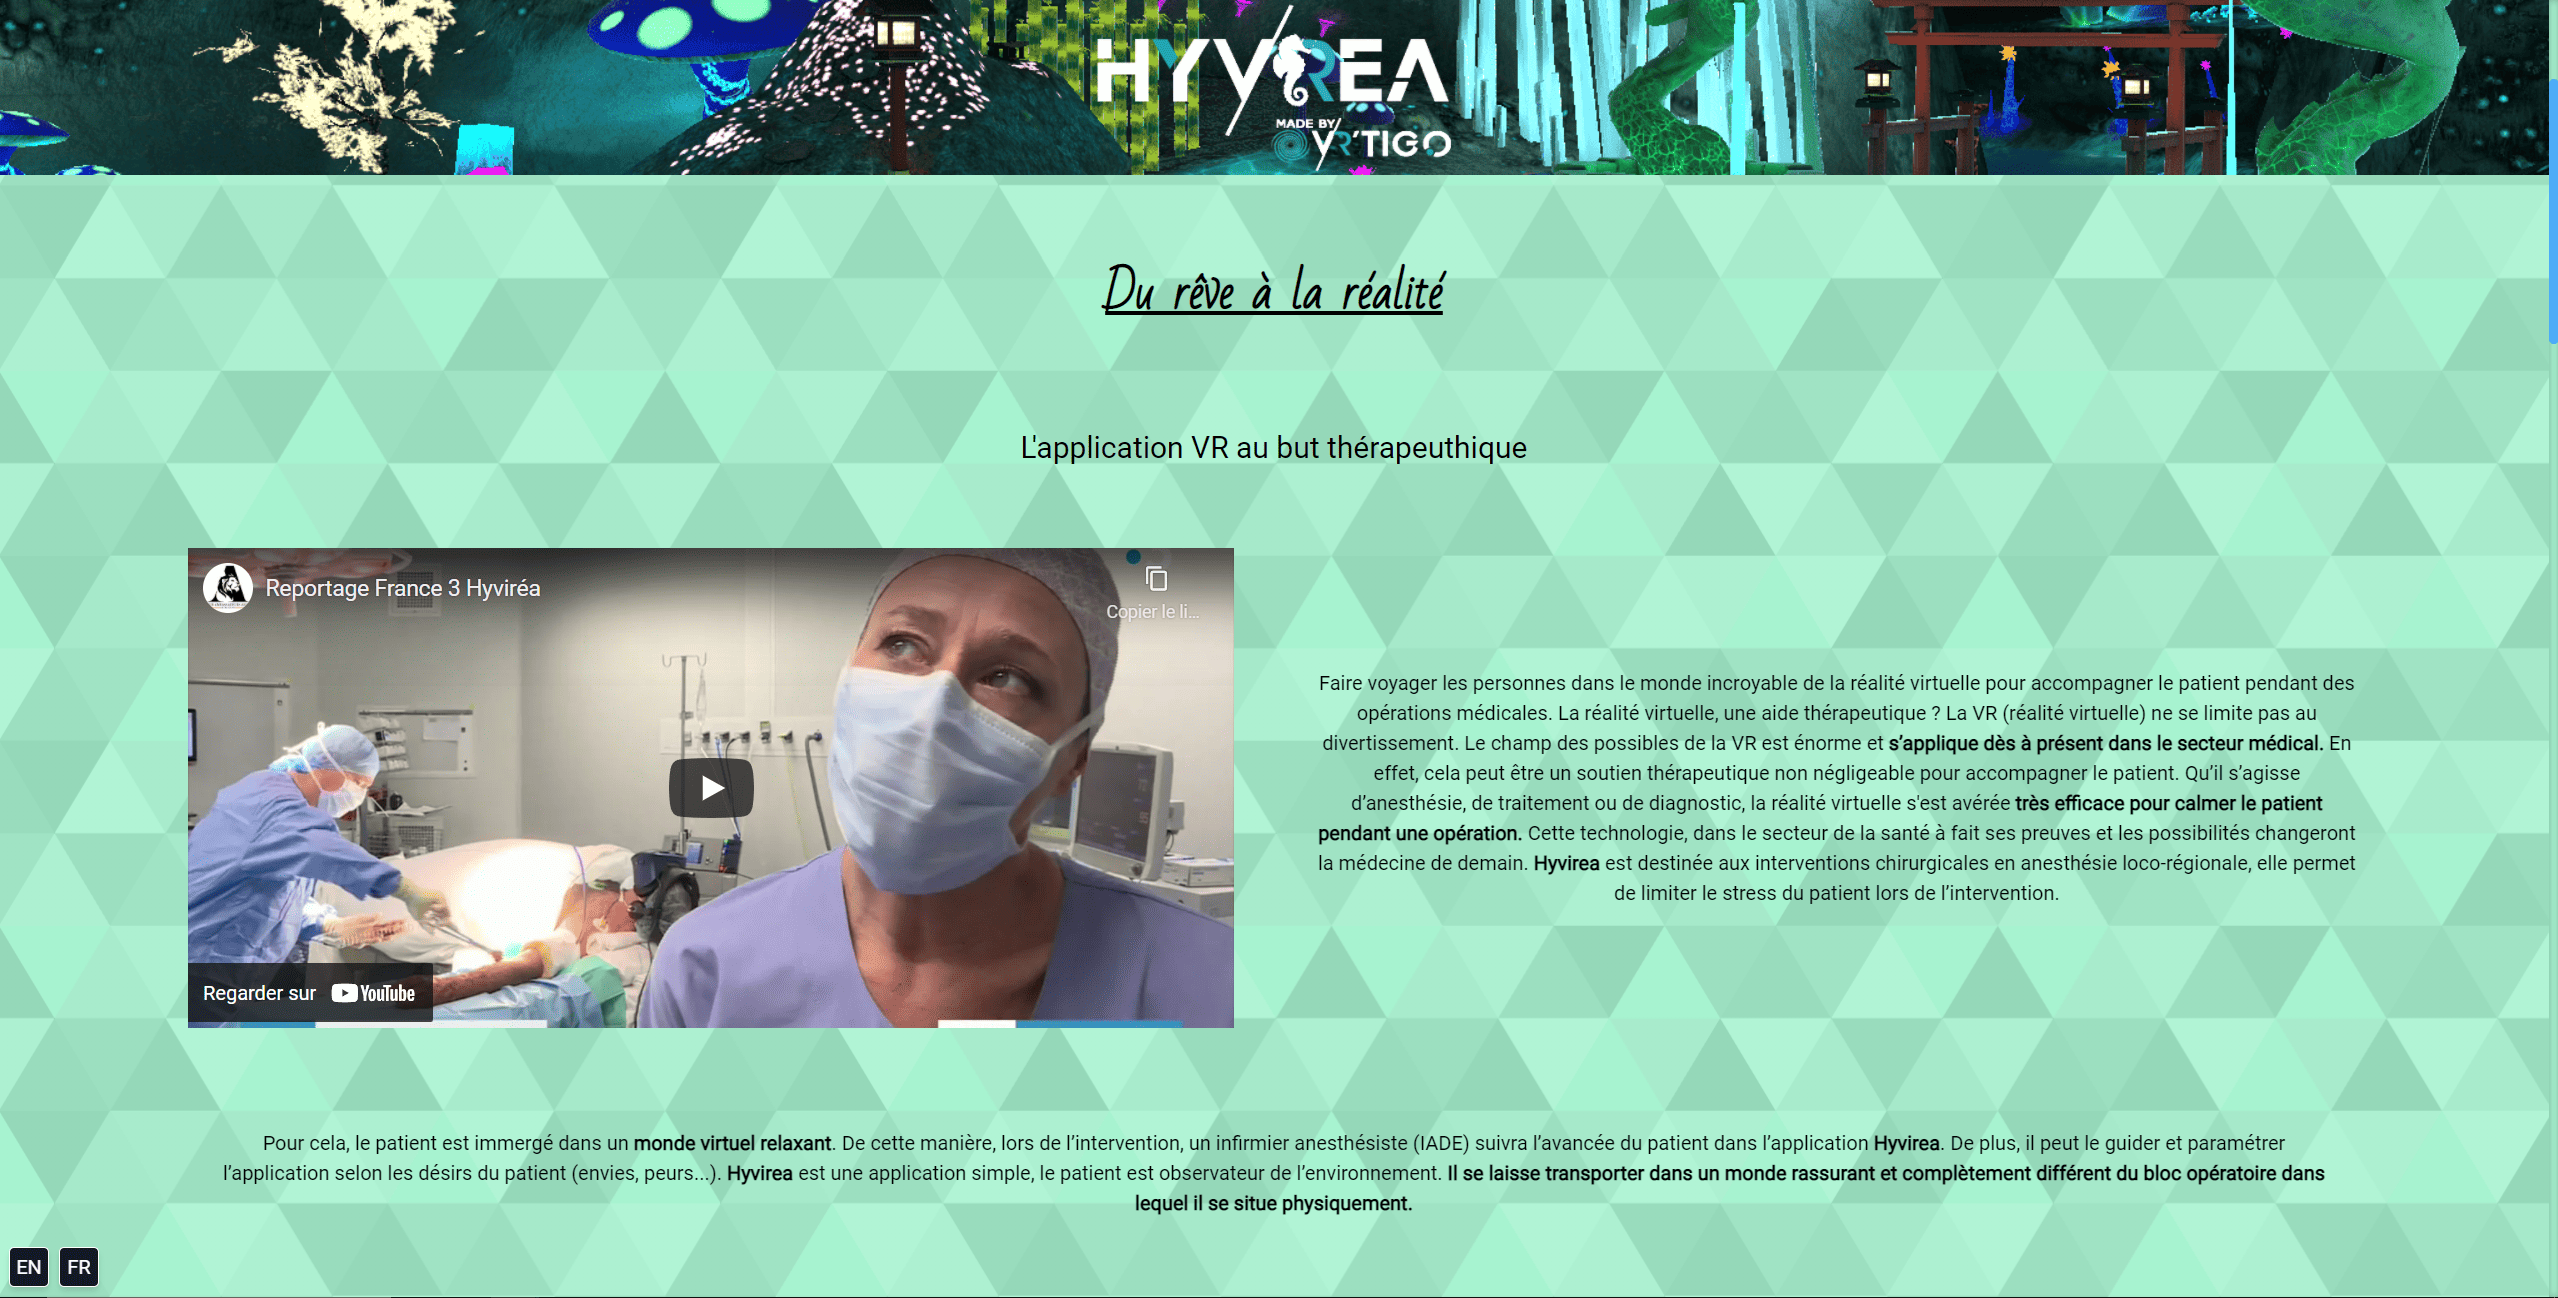 HYVREA
MADE BY
VR'TIGO
Du rêve à la réalité
L'application VR au but thérapeuthique
Reportage France 3 Hyviréa
Copier le li...
Regarder sur YouTube
Faire voyager les personnes dans le monde incroyable de la réalité virtuelle pour accompagner le patient pendant des
opérations médicales. La réalité virtuelle, une aide thérapeutique ? La VR (réalité virtuelle) ne se limite pas au
divertissement. Le champ des possibles de la VR est énorme et s’applique dès à présent dans le secteur médical. En
effet, cela peut être un soutien thérapeutique non négligeable pour accompagner le patient. Qu’il s’agisse
d’anesthésie, de traitement ou de diagnostic, la réalité virtuelle s'est avérée très efficace pour calmer le patient
pendant une opération. Cette technologie, dans le secteur de la santé à fait ses preuves et les possibilités changeront
la médecine de demain. Hyvirea est destinée aux interventions chirurgicales en anesthésie loco-régionale, elle permet
de limiter le stress du patient lors de l’intervention.
Pour cela, le patient est immergé dans un monde virtuel relaxant. De cette manière, lors de l’intervention, un infirmier anesthésiste (IADE) suivra l’avancée du patient dans l’application Hyvirea. De plus, il peut le guider et paramétrer
l’application selon les désirs du patient (envies, peurs...). Hyvirea est une application simple, le patient est observateur de l’environnement. Il se laisse transporter dans un monde rassurant et complètement différent du bloc opératoire dans
lequel il se situe physiquement.
EN FR